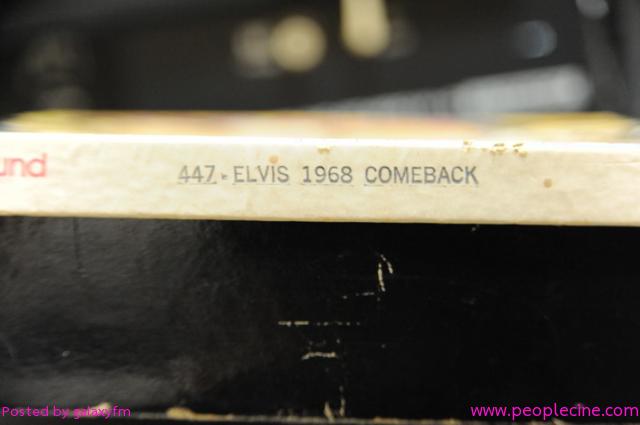 und
447-ELVIS 1968 COMEBACK
Posted by galaxyfm
www.peoplecine.com